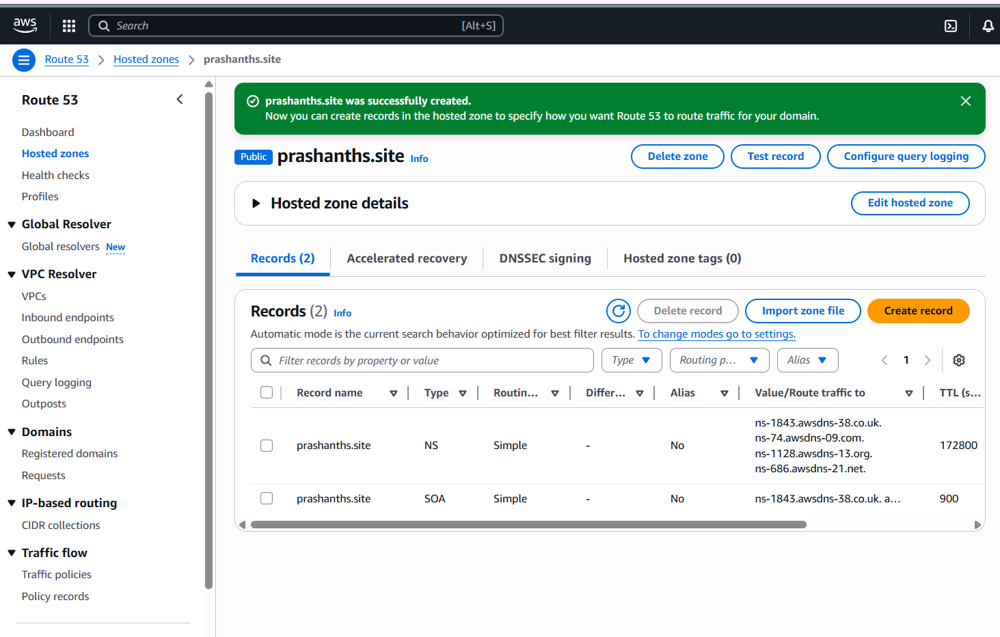 aws
Search
[Alt+S]
Route 53
Hosted zones
prashanths.site
Route 53
Dashboard
Hosted zones
Health checks
Profiles
Global Resolver
Global resolvers New
VPC Resolver
VPCs
Inbound endpoints
Outbound endpoints
Rules
Query logging
Outposts
Domains
Registered domains
Requests
IP-based routing
CIDR collections
Traffic flow
Traffic policies
Policy records
prashanths.site was successfully created.
Now you can create records in the hosted zone to specify how you want Route 53 to route traffic for your domain.
Public prashanths.site Info
Delete zone
Test record
Configure query logging
Hosted zone details
Edit hosted zone
Records (2)
Accelerated recovery
DNSSEC signing
Hosted zone tags (0)
Records (2) Info
Delete record
Import zone file
Create record
Automatic mode is the current search behavior optimized for best filter results. To change modes go to settings.
Filter records by property or value
Type
Routing p...
Alias
1
Record name Type Routin... Differ... Alias Value/Route traffic to TTL (s...
prashanths.site NS Simple - No
ns-1843.awsdns-38.co.uk.
ns-74.awsdns-09.com.
ns-1128.awsdns-13.org.
ns-686.awsdns-21.net.
172800
prashanths.site SOA Simple - No ns-1843.awsdns-38.co.uk. a... 900